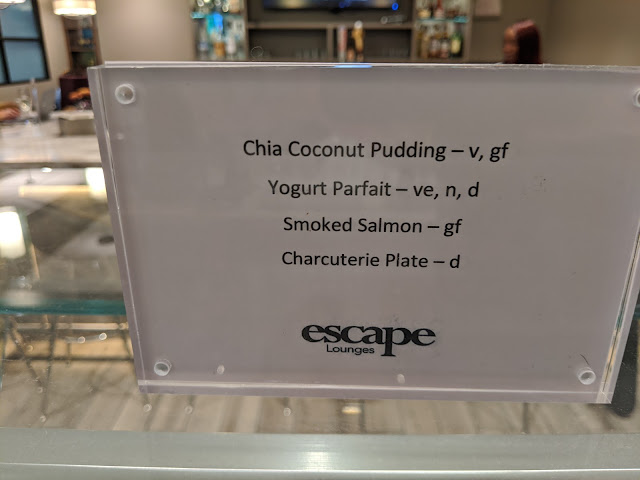 Chia Coconut Pudding – v, gf
Yogurt Parfait – ve, n, d
Smoked Salmon – gf
Charcuterie Plate – d
escape
Lounges